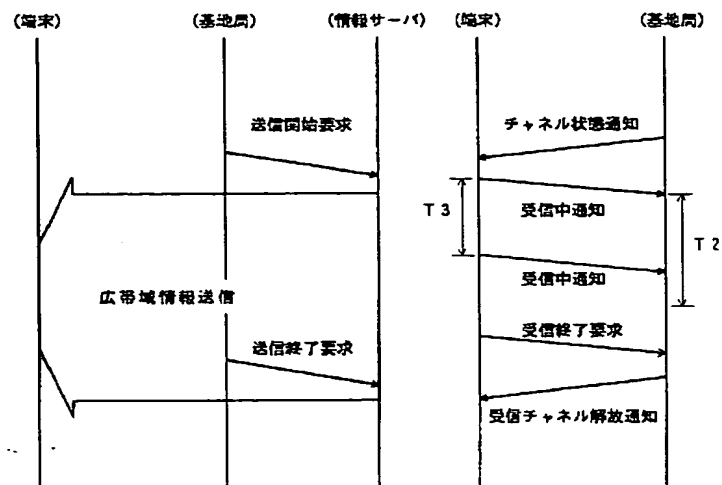 (端末)
(基地局)
(情報サーバ)
(端末)
(基地局)
送信開始要求
チャネル状態通知
T3
受信中通知
T2
受信中通知
広帯域情報送信
受信終了要求
送信終了要求
受信チャネル解放通知